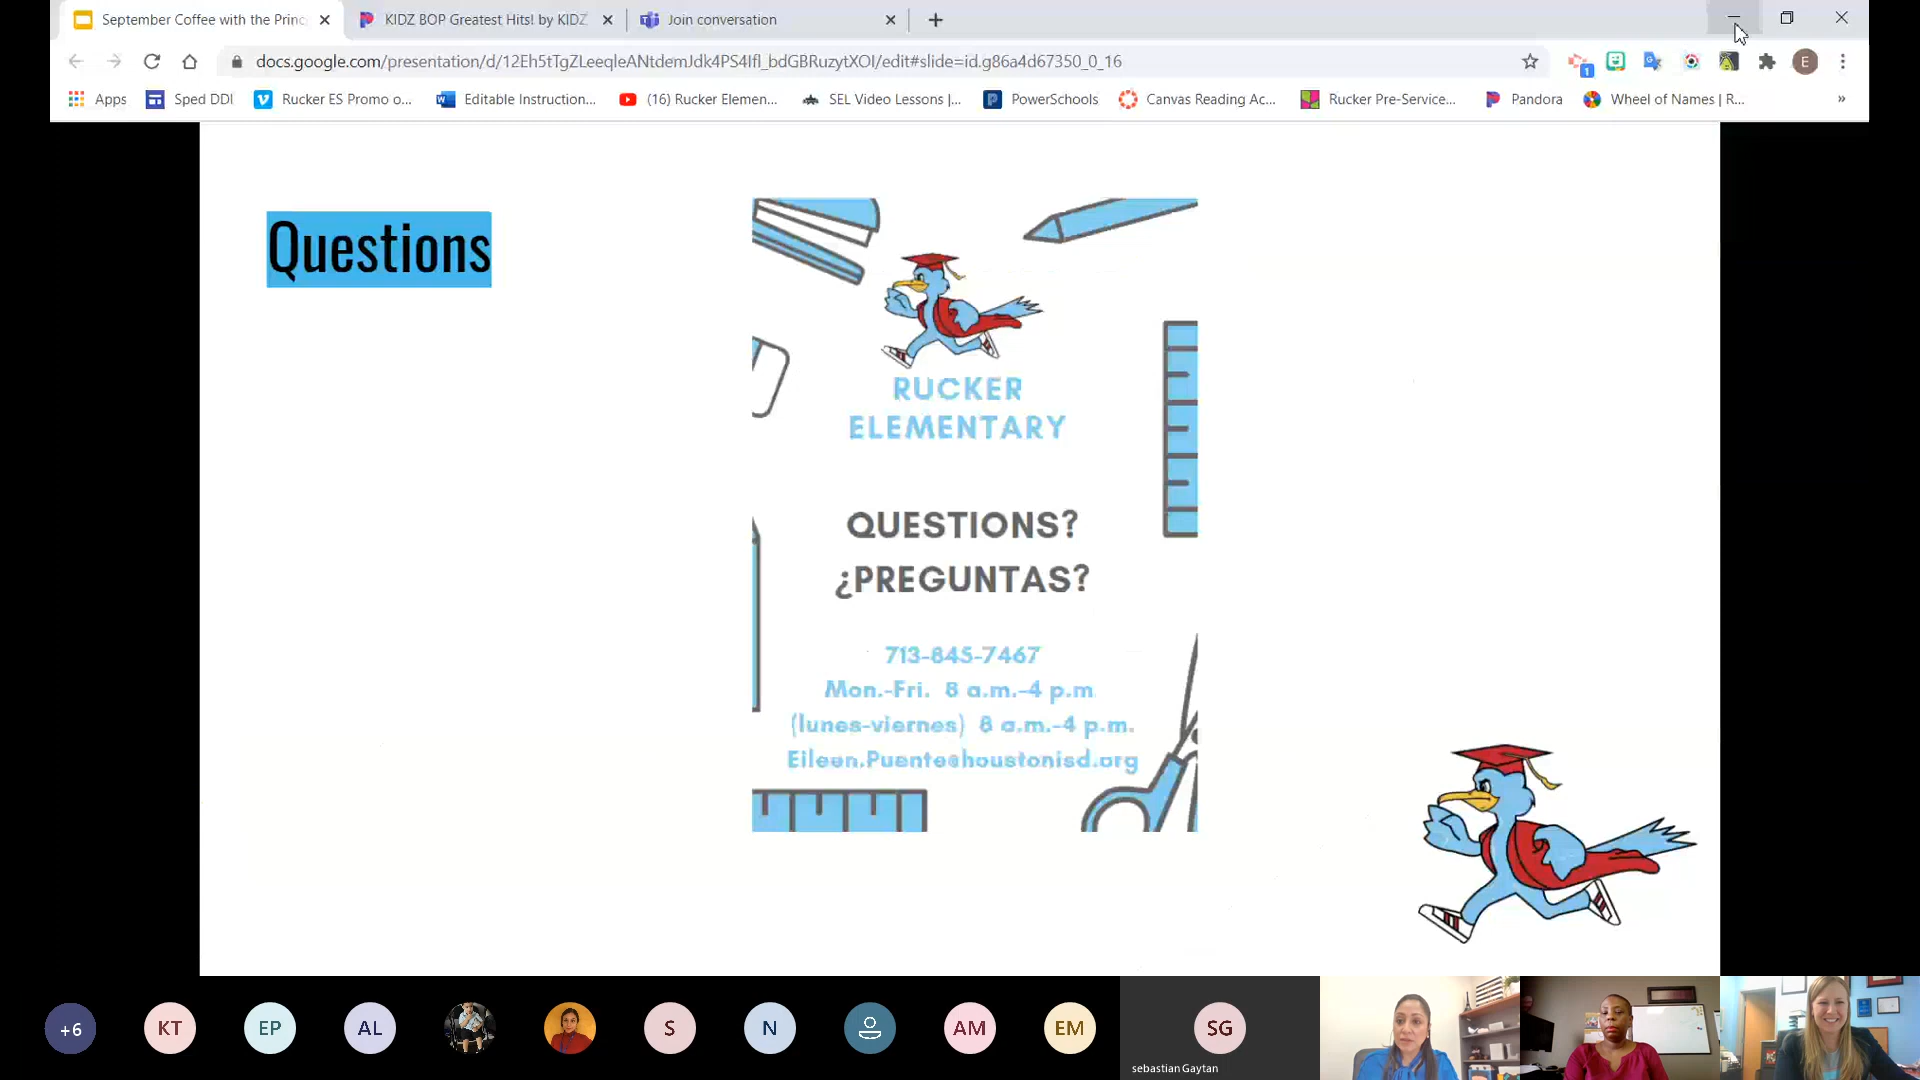 September Coffee with the Princ
KIDZ BOP Greatest Hits! by KIDZ
Join conversation
docs.google.com/presentation/d/12Eh5tTgZLeeqleANtdemJdk4PS4Ifl_bdGBRuzytXOI/edit#slide=id.g86a4d67350_0_16
1
E
Apps
Sped DDI
Rucker ES Promo o...
Editable Instruction...
(16) Rucker Elemen...
SEL Video Lessons |...
PowerSchools
Canvas Reading Ac...
Rucker Pre-Service...
Pandora
Wheel of Names | R...
»
Questions
RUCKER
ELEMENTARY
QUESTIONS?
¿PREGUNTAS?
713-845-7467
Mon.-Fri. 8 a.m.-4 p.m
(lunes-viernes) 8 a.m.-4 p.m.
Eileen.Puente@houstonisd.org
+6
KT
EP
AL
S
N
AM
EM
SG
sebastian Gaytan